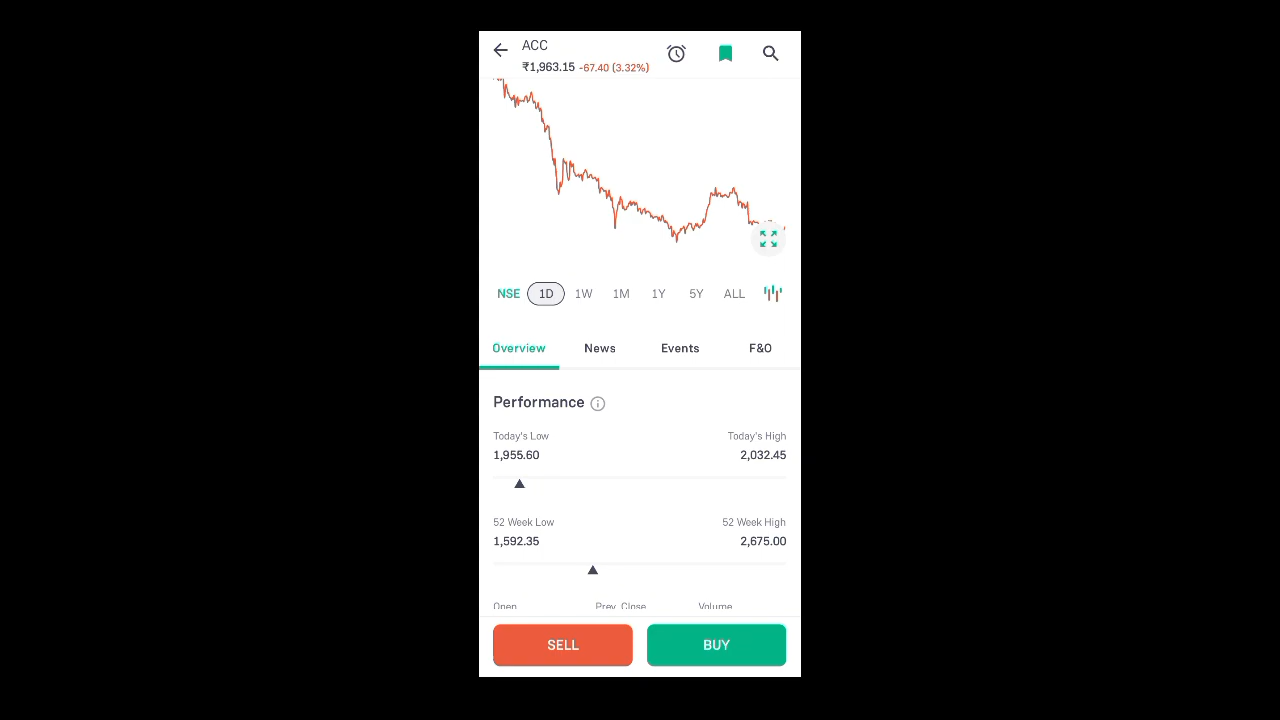 ACC
₹1,963.15 -67.40 (3.32%)
NSE 1D 1W 1M 1Y 5Y ALL
Overview News Events F&O
Performance
Today's Low Today's High
1,955.60 2,032.45
52 Week Low 52 Week High
1,592.35 2,675.00
Open Prev. Close Volume
SELL BUY